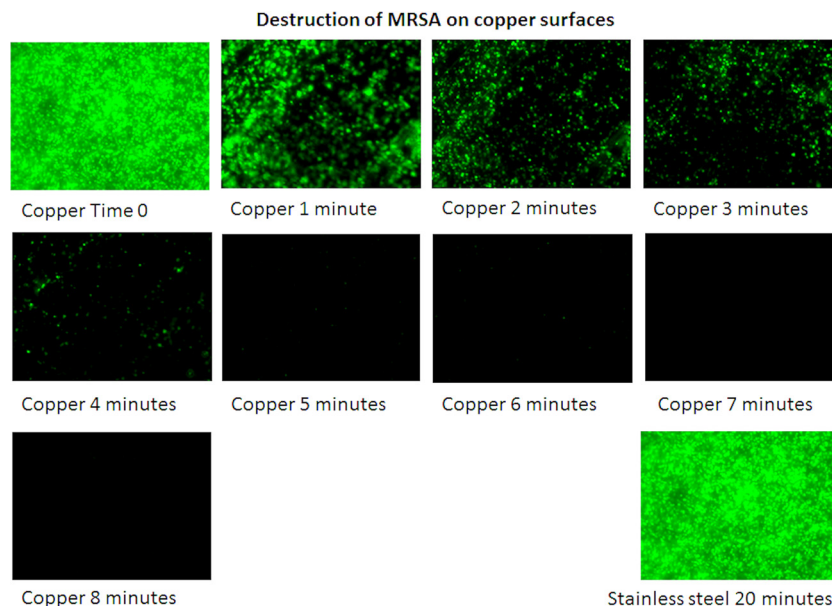 Destruction of MRSA on copper surfaces
Copper Time 0
Copper 1 minute
Copper 2 minutes
Copper 3 minutes
Copper 4 minutes
Copper 5 minutes
Copper 6 minutes
Copper 7 minutes
Copper 8 minutes
Stainless steel 20 minutes